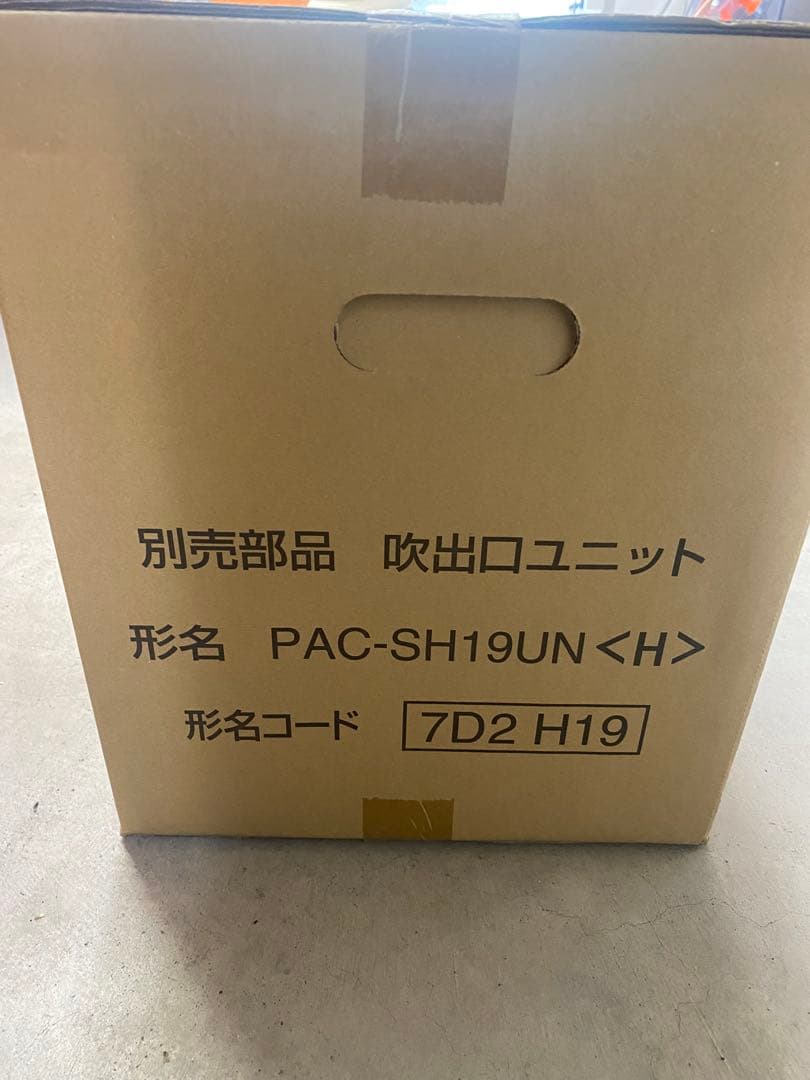 別売部品 吹出口ユニット
形名 PAC-SH19UN<H>
形名コード 7D2 H19